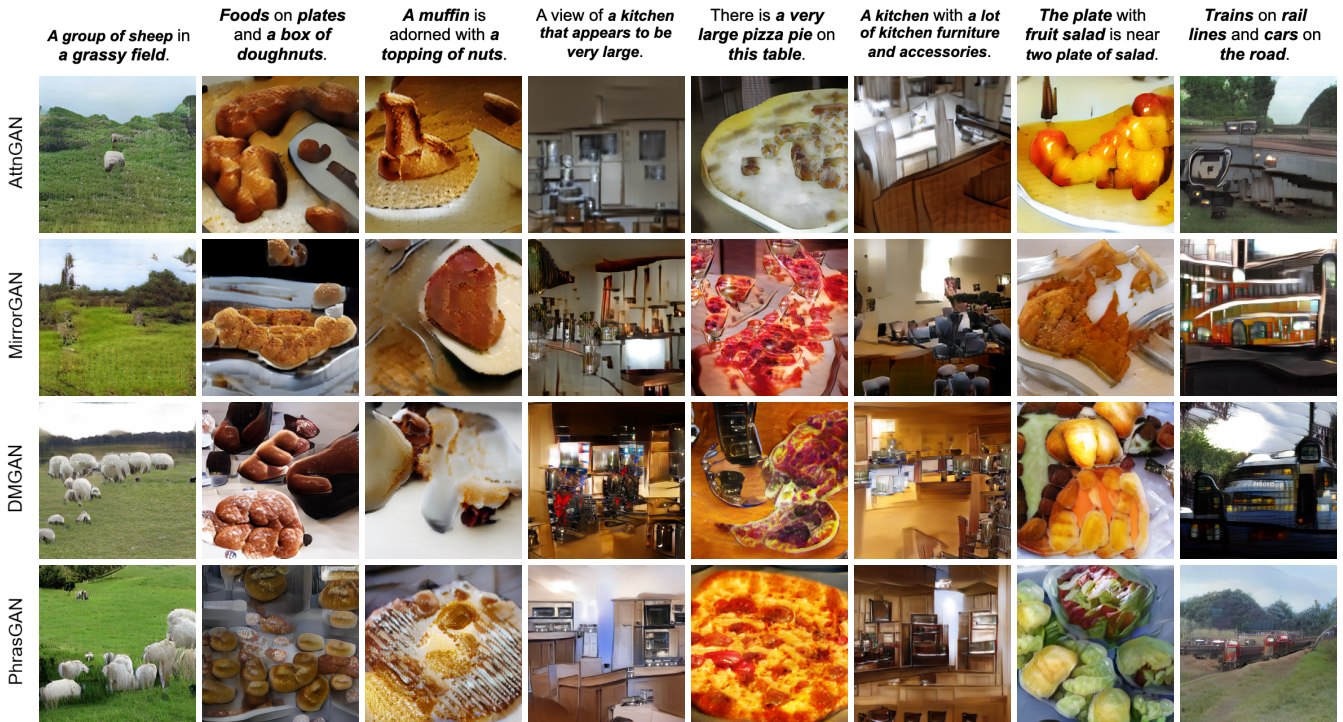 A group of sheep in
a grassy field.
Foods on plates
and a box of
doughnuts.
A muffin is
adorned with a
topping of nuts.
A view of a kitchen
that appears to be
very large.
There is a very
large pizza pie on
this table.
A kitchen with a lot
of kitchen furniture
and accessories.
The plate with
fruit salad is near
two plate of salad.
Trains on rail
lines and cars on
the road.
AttnGAN
MirrorGAN
DMGAN
PhrasGAN